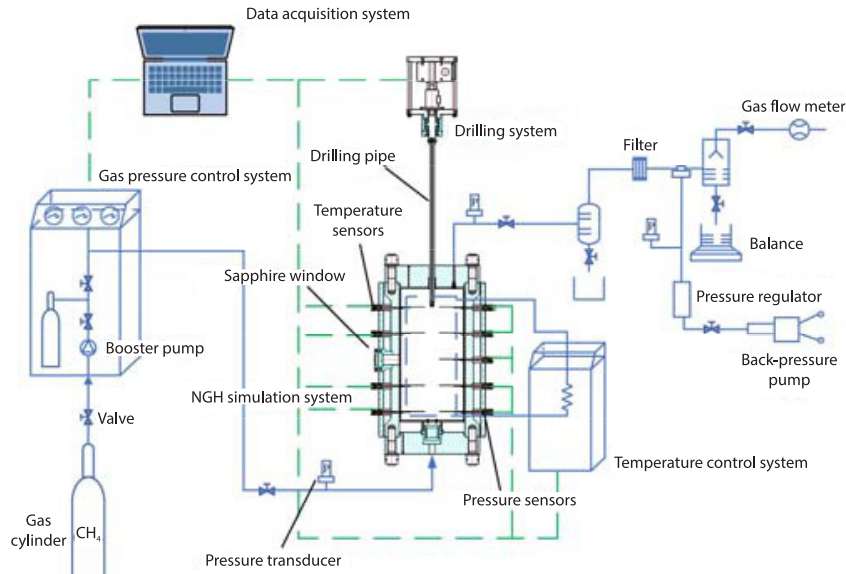 Data acquisition system
Gas flow meter
Drilling system
Filter
Drilling pipe
Gas pressure control system
Temperature
sensors
Balance
Sapphire window
Pressure regulator
Booster pump
Back-pressure
pump
NGH simulation system
Valve
Temperature control system
Pressure sensors
Gas
cylinder
CH4
Pressure transducer